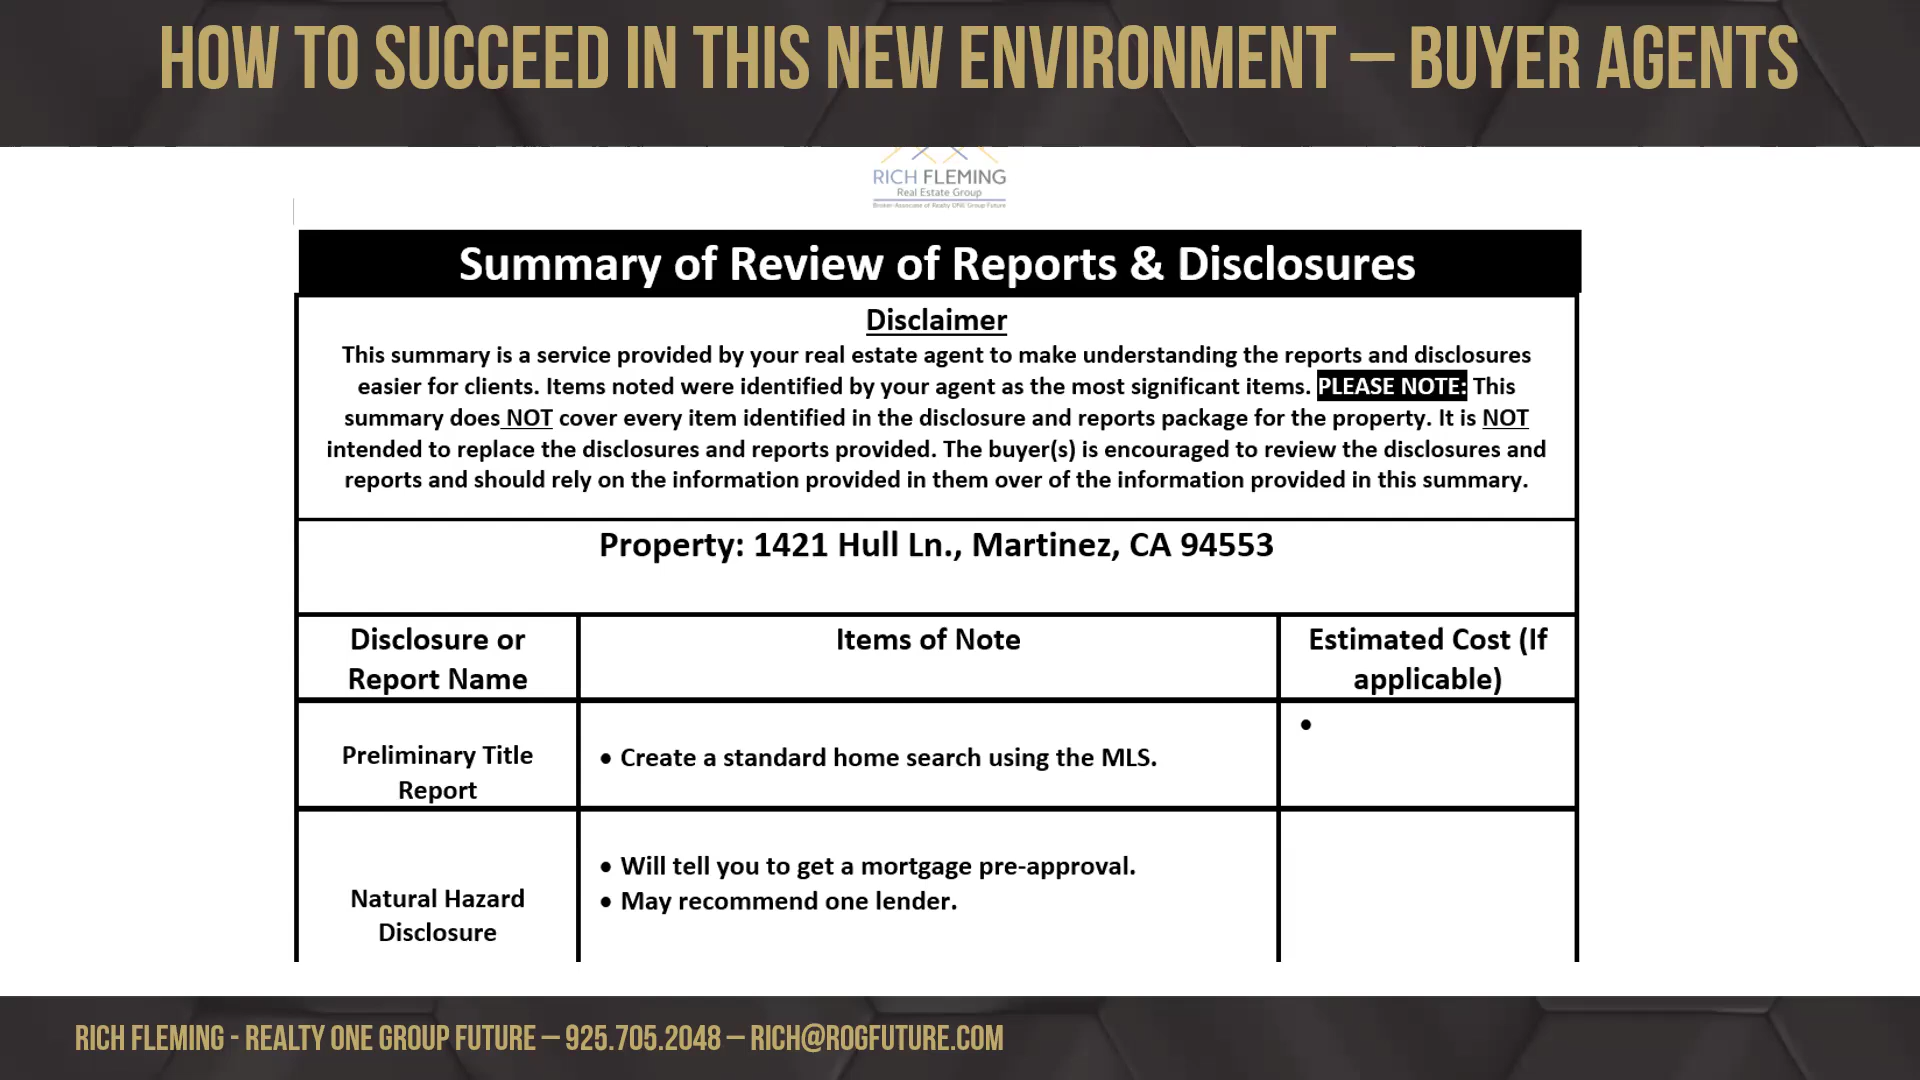 HOW TO SUCCEED IN THIS NEW ENVIRONMENT – BUYER AGENTS
RICH FLEMING
Real Estate Group
Broker-Associate of Realty ONE Group Future
Summary of Review of Reports & Disclosures
Disclaimer
This summary is a service provided by your real estate agent to make understanding the reports and disclosures
easier for clients. Items noted were identified by your agent as the most significant items. PLEASE NOTE: This
summary does NOT cover every item identified in the disclosure and reports package for the property. It is NOT
intended to replace the disclosures and reports provided. The buyer(s) is encouraged to review the disclosures and
reports and should rely on the information provided in them over of the information provided in this summary.
Property: 1421 Hull Ln., Martinez, CA 94553
Disclosure or
Report Name
Items of Note
Estimated Cost (If
applicable)
Preliminary Title
Report
• Create a standard home search using the MLS.
•
Natural Hazard
Disclosure
• Will tell you to get a mortgage pre-approval.
• May recommend one lender.
RICH FLEMING - REALTY ONE GROUP FUTURE – 925.705.2048 – RICH@ROGFUTURE.COM